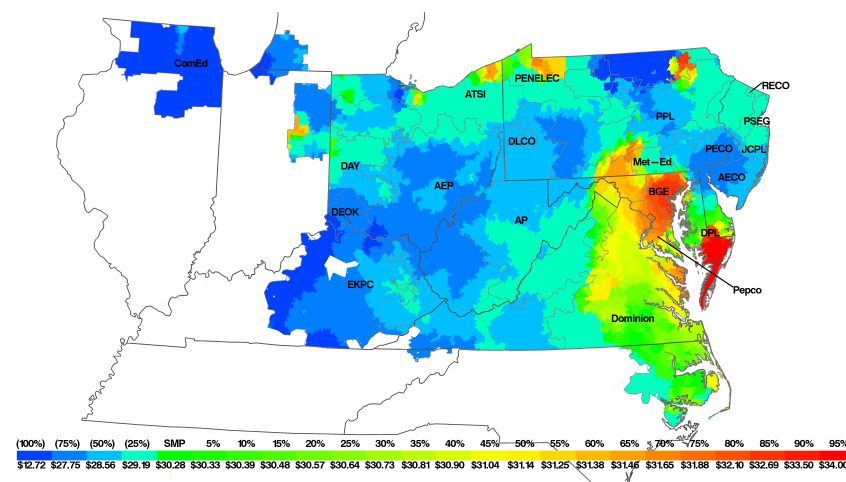 ComEd
RECO
ATSI
PENELEC
PPL
PSEG
DLCO
PECO
JCPL
Met—Ed
DAY
AEP
AECO
BGE
DEOK
AP
DPL
EKPC
Pepco
Dominion
(100%) (75%) (50%) (25%) SMP 5% 10% 15% 20% 25% 30% 35% 40% 45% 50% 55% 60% 65% 70% 75% 80% 85% 90% 95%
$12.72 $27.75 $28.56 $29.19 $30.28 $30.33 $30.39 $30.48 $30.57 $30.64 $30.73 $30.81 $30.90 $31.04 $31.14 $31.25 $31.38 $31.46 $31.65 $31.88 $32.10 $32.69 $33.50 $34.00